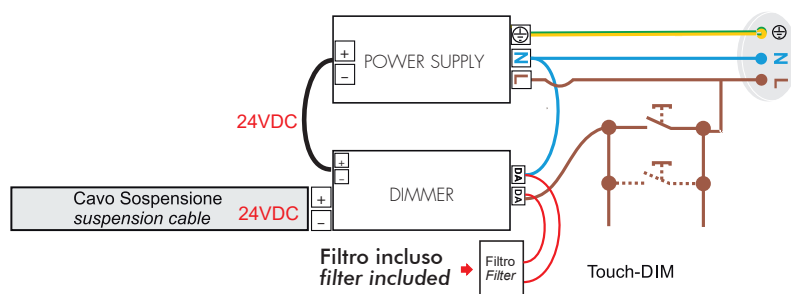 POWER SUPPLY
+
−
N
L
N
L
24VDC
+
−
DIMMER
DA
DA
Cavo Sospensione
suspension cable
24VDC
+
−
Filtro incluso
filter included
Filtro
Filter
Touch-DIM